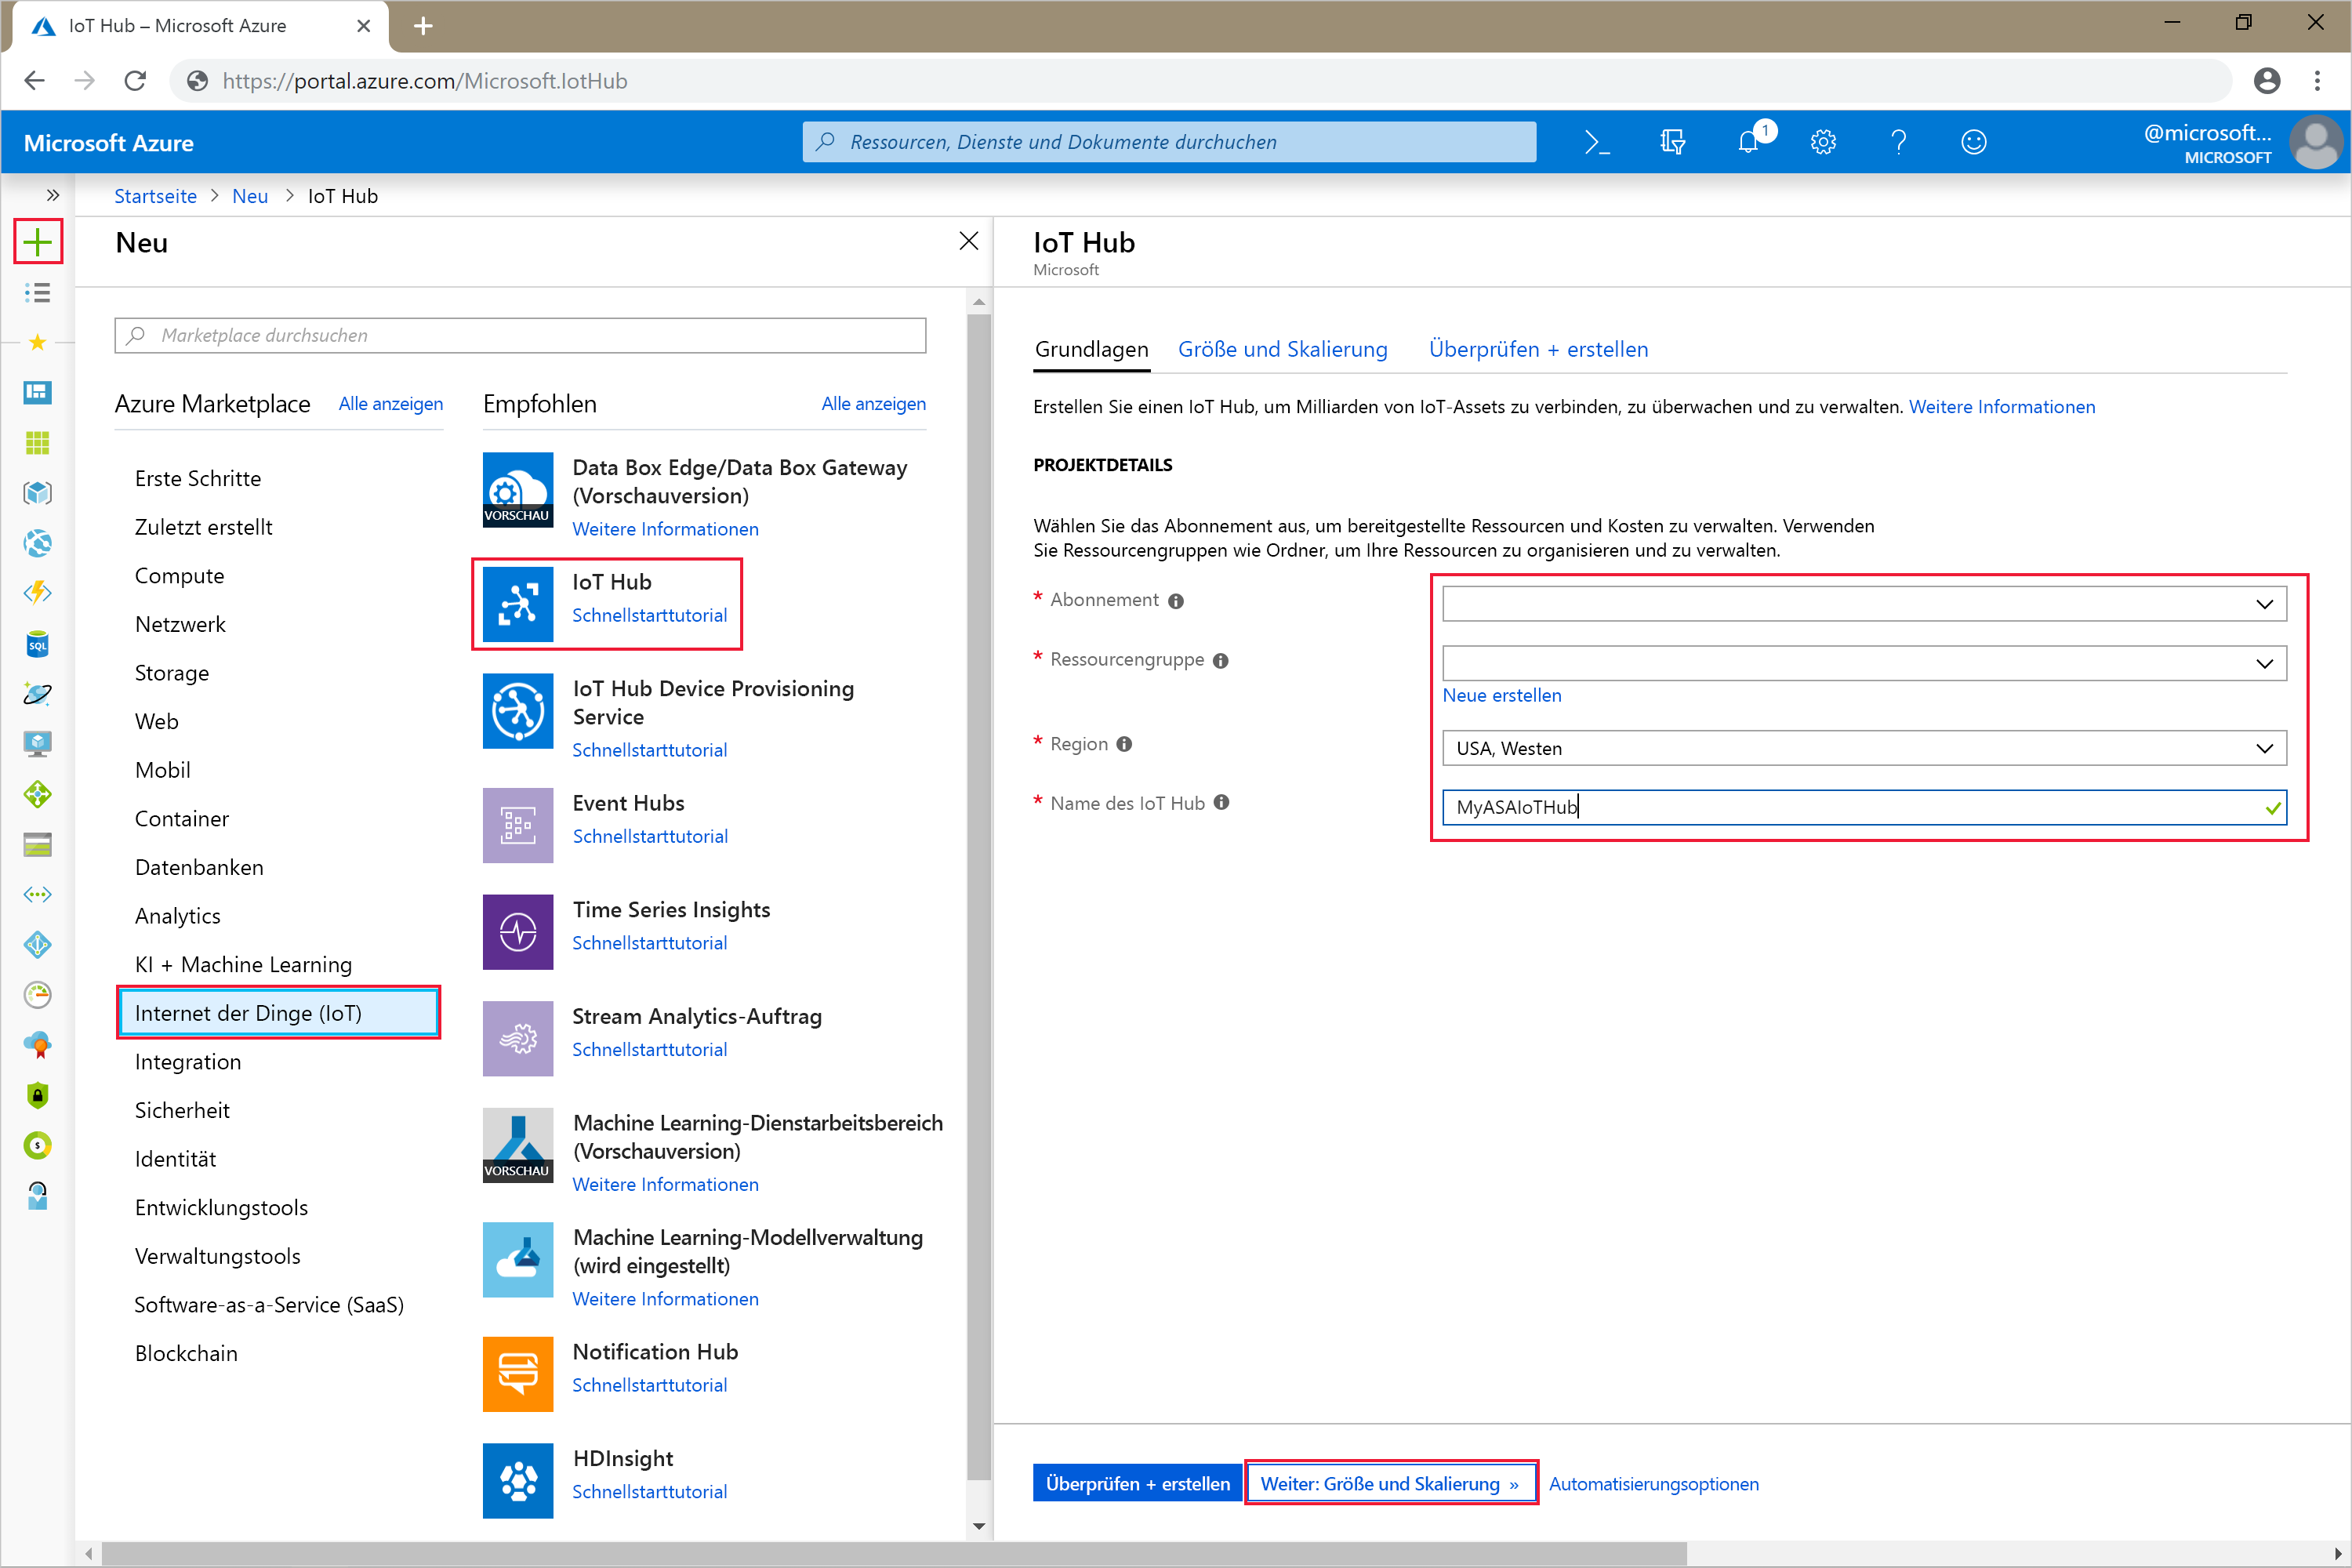 IoT Hub – Microsoft Azure
https://portal.azure.com/Microsoft.IotHub
Microsoft Azure
Ressourcen, Dienste und Dokumente durchuchen
1
@microsoft...
MICROSOFT
Startseite > Neu > IoT Hub
Neu
Marketplace durchsuchen
Azure Marketplace
Alle anzeigen
Erste Schritte
Zuletzt erstellt
Compute
Netzwerk
Storage
Web
Mobil
Container
Datenbanken
Analytics
KI + Machine Learning
Internet der Dinge (IoT)
Integration
Sicherheit
Identität
Entwicklungstools
Verwaltungstools
Software-as-a-Service (SaaS)
Blockchain
SQL
Empfohlen
Alle anzeigen
VORSCHAU
Data Box Edge/Data Box Gateway
(Vorschauversion)
Weitere Informationen
IoT Hub
Schnellstarttutorial
IoT Hub Device Provisioning
Service
Schnellstarttutorial
Event Hubs
Schnellstarttutorial
Time Series Insights
Schnellstarttutorial
Stream Analytics-Auftrag
Schnellstarttutorial
VORSCHAU
Machine Learning-Dienstarbeitsbereich
(Vorschauversion)
Weitere Informationen
Machine Learning-Modellverwaltung
(wird eingestellt)
Weitere Informationen
Notification Hub
Schnellstarttutorial
HDInsight
Schnellstarttutorial
IoT Hub
Microsoft
Grundlagen
Größe und Skalierung
Überprüfen + erstellen
Erstellen Sie einen IoT Hub, um Milliarden von IoT-Assets zu verbinden, zu überwachen und zu verwalten. Weitere Informationen
PROJEKTDETAILS
Wählen Sie das Abonnement aus, um bereitgestellte Ressourcen und Kosten zu verwalten. Verwenden
Sie Ressourcengruppen wie Ordner, um Ihre Ressourcen zu organisieren und zu verwalten.
* Abonnement
* Ressourcengruppe
Neue erstellen
* Region
USA, Westen
* Name des IoT Hub
MyASAIoTHub
Überprüfen + erstellen
Weiter: Größe und Skalierung »
Automatisierungsoptionen